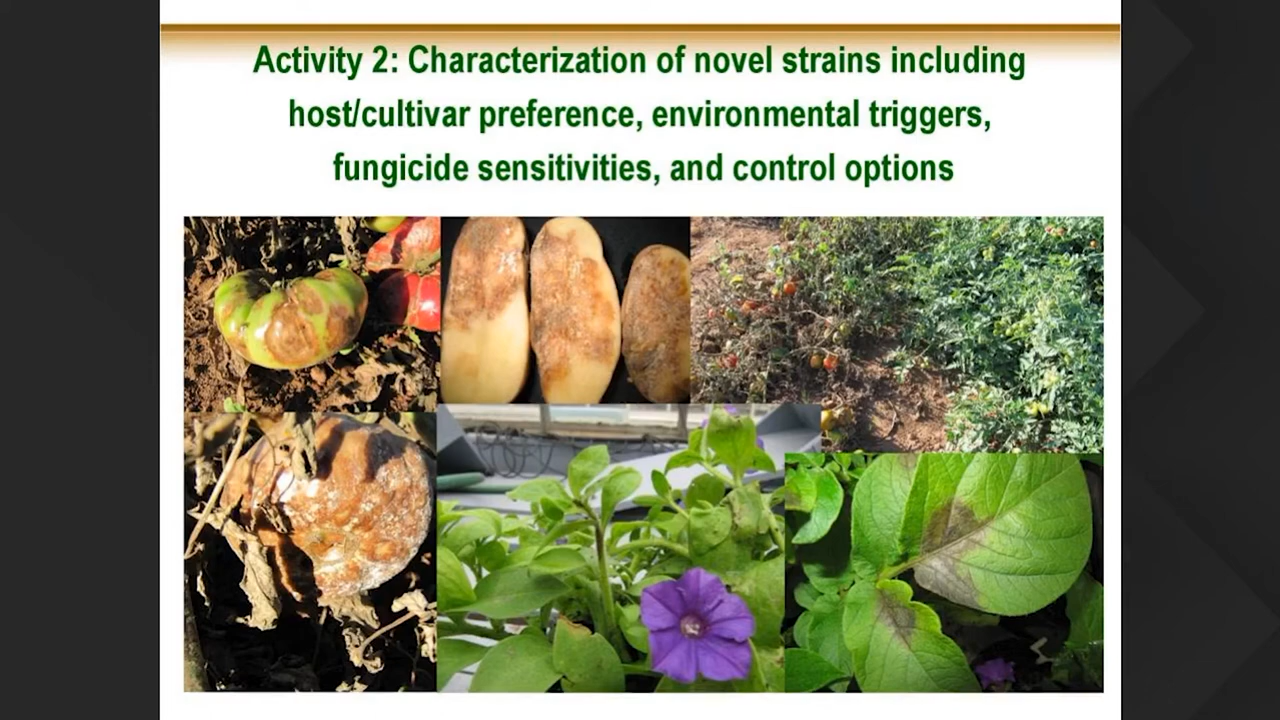 Activity 2: Characterization of novel strains including
host/cultivar preference, environmental triggers,
fungicide sensitivities, and control options